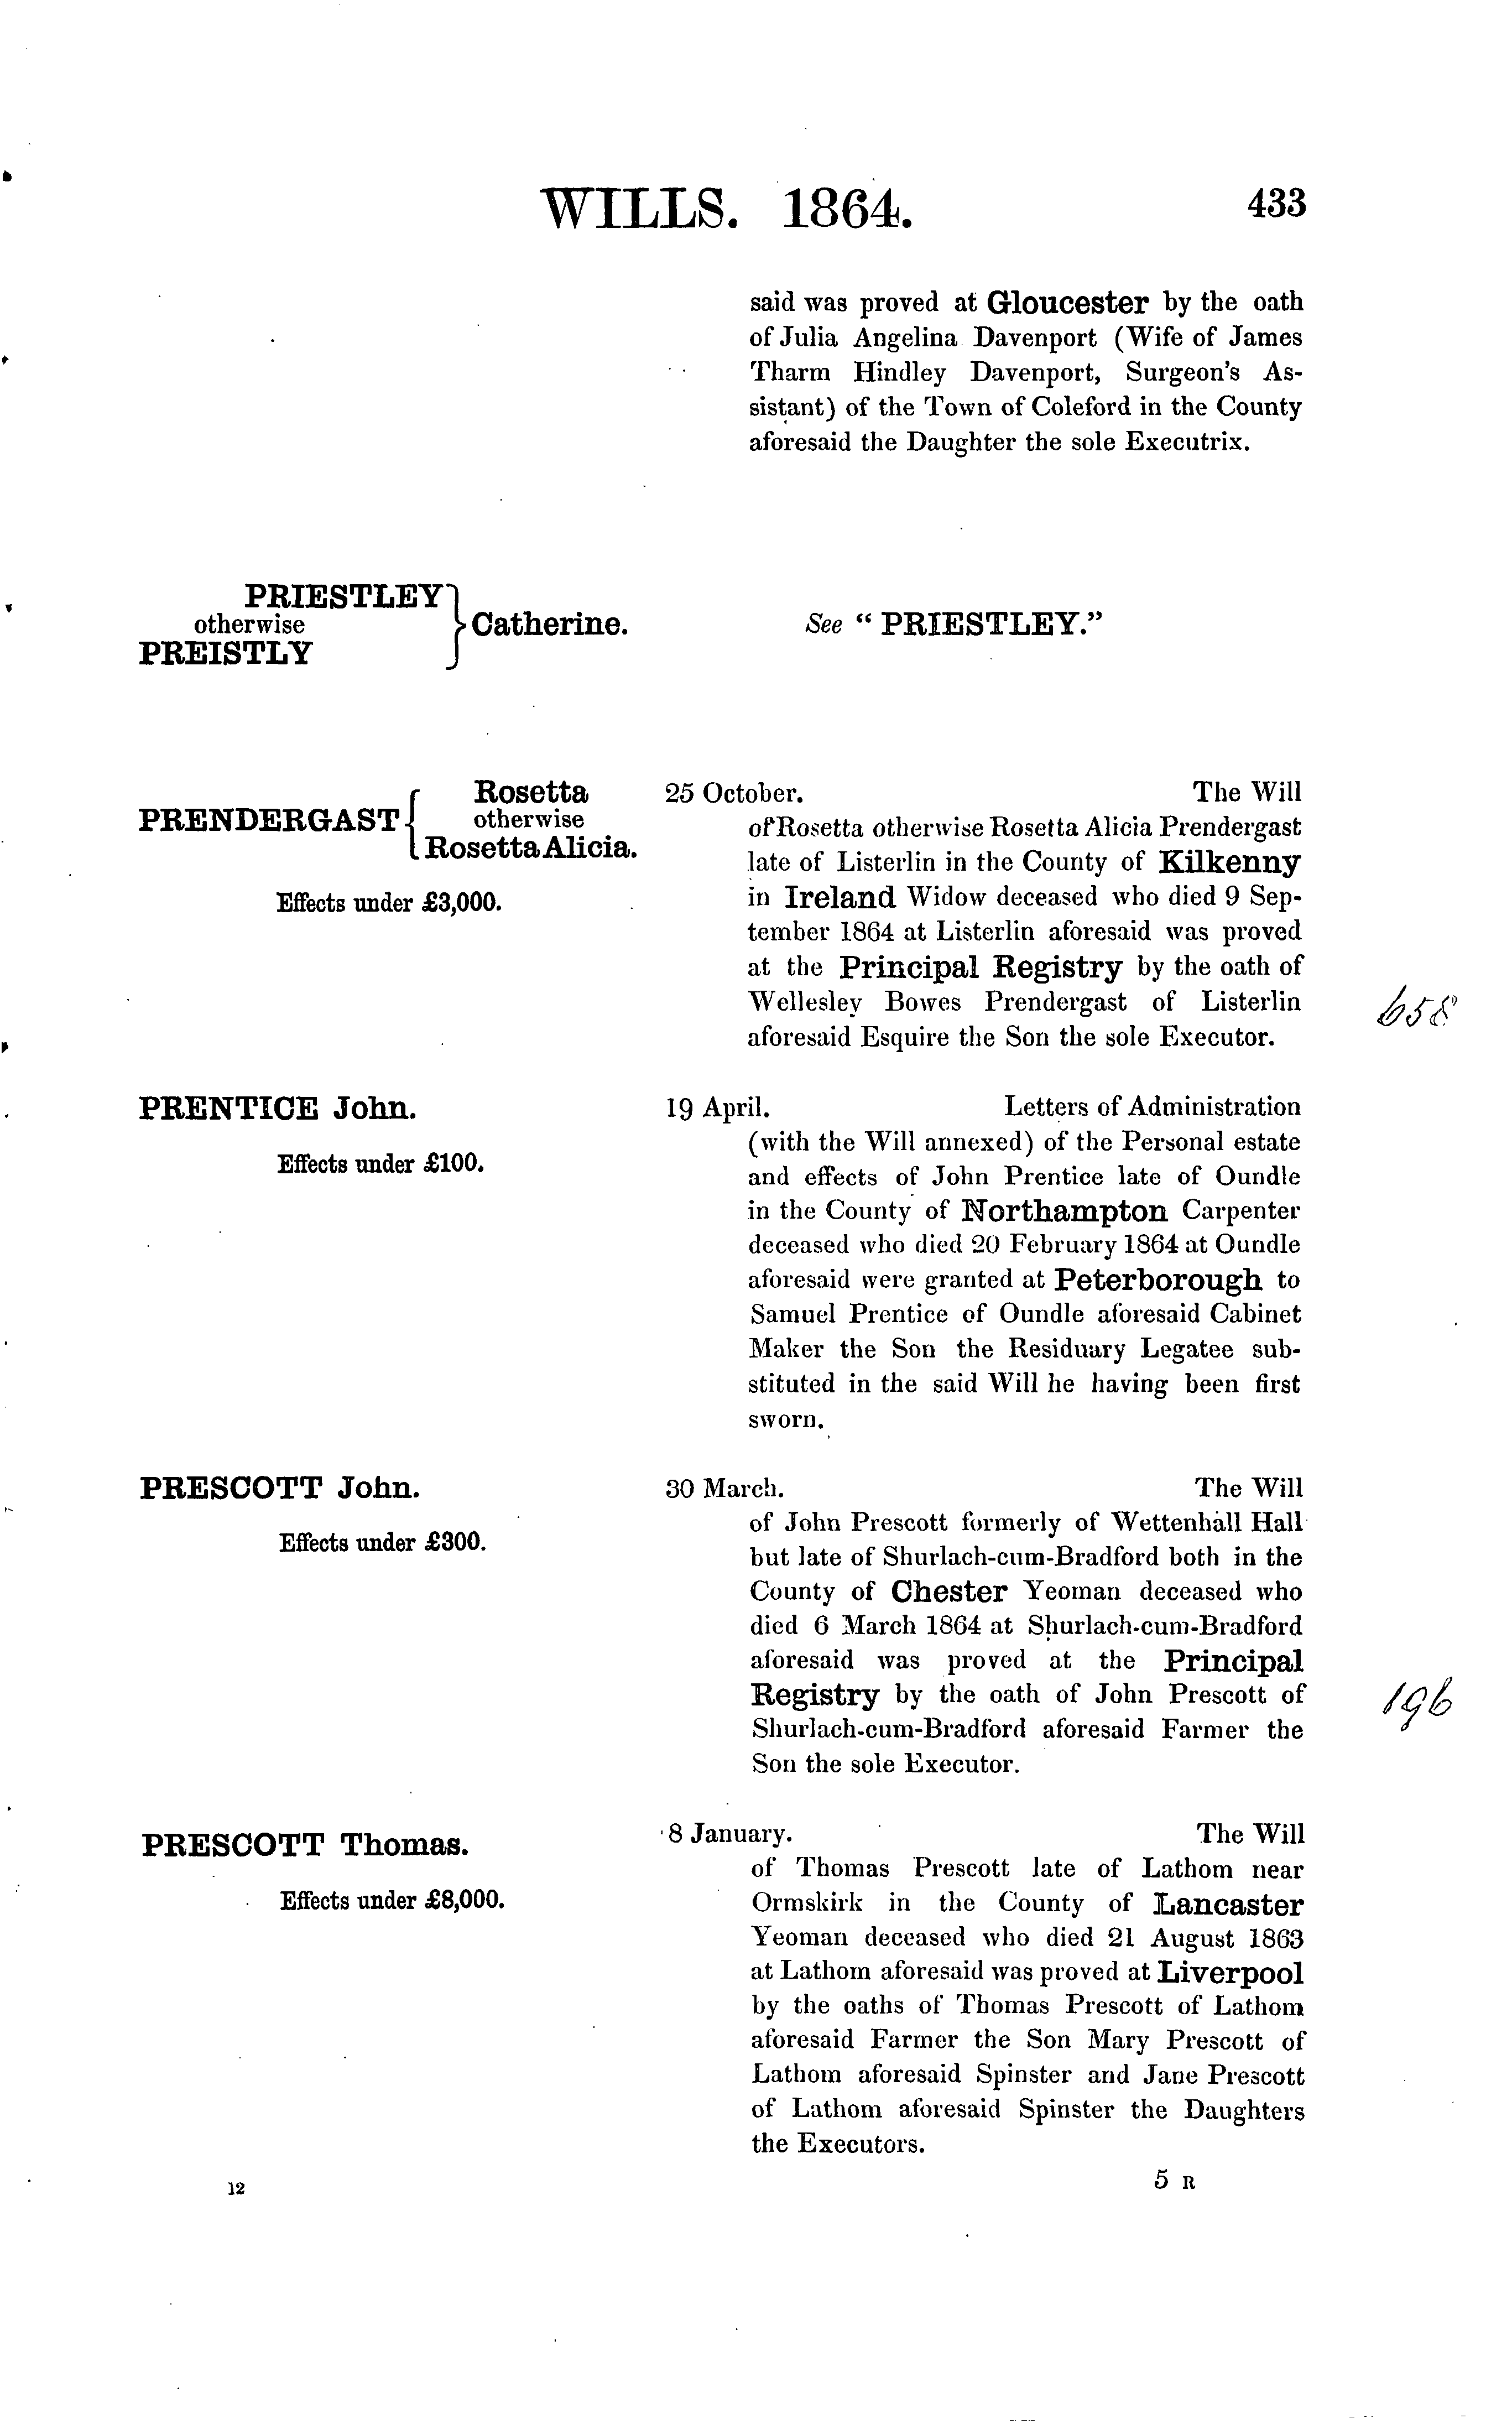 WILLS. 1864. 433
said was proved at Gloucester by the oath
of Julia Angelina Davenport (Wife of James
Tharm Hindley Davenport, Surgeon's As-
sistant) of the Town of Coleford in the County
aforesaid the Daughter the sole Executrix.
PRIESTLEY
otherwise
PREISTLY
} Catherine.
See “PRIESTLEY.”
PRENDERGAST {
Rosetta
otherwise
Rosetta Alicia.
Effects under £3,000.
25 October. The Will
of Rosetta otherwise Rosetta Alicia Prendergast
late of Listerlin in the County of Kilkenny
in Ireland Widow deceased who died 9 Sep-
tember 1864 at Listerlin aforesaid was proved
at the Principal Registry by the oath of
Wellesley Bowes Prendergast of Listerlin
aforesaid Esquire the Son the sole Executor.
658
PRENTICE John.
Effects under £100.
19 April. Letters of Administration
(with the Will annexed) of the Personal estate
and effects of John Prentice late of Oundle
in the County of Northampton Carpenter
deceased who died 20 February 1864 at Oundle
aforesaid were granted at Peterborough to
Samuel Prentice of Oundle aforesaid Cabinet
Maker the Son the Residuary Legatee sub-
stituted in the said Will he having been first
sworn.
PRESCOTT John.
Effects under £300.
30 March. The Will
of John Prescott formerly of Wettenhall Hall
but late of Shurlach-cum-Bradford both in the
County of Chester Yeoman deceased who
died 6 March 1864 at Shurlach-cum-Bradford
aforesaid was proved at the Principal
Registry by the oath of John Prescott of
Shurlach-cum-Bradford aforesaid Farmer the
Son the sole Executor.
196
PRESCOTT Thomas.
Effects under £8,000.
8 January. The Will
of Thomas Prescott late of Lathom near
Ormskirk in the County of Lancaster
Yeoman deceased who died 21 August 1863
at Lathom aforesaid was proved at Liverpool
by the oaths of Thomas Prescott of Lathom
aforesaid Farmer the Son Mary Prescott of
Lathom aforesaid Spinster and Jane Prescott
of Lathom aforesaid Spinster the Daughters
the Executors.
12 5 R